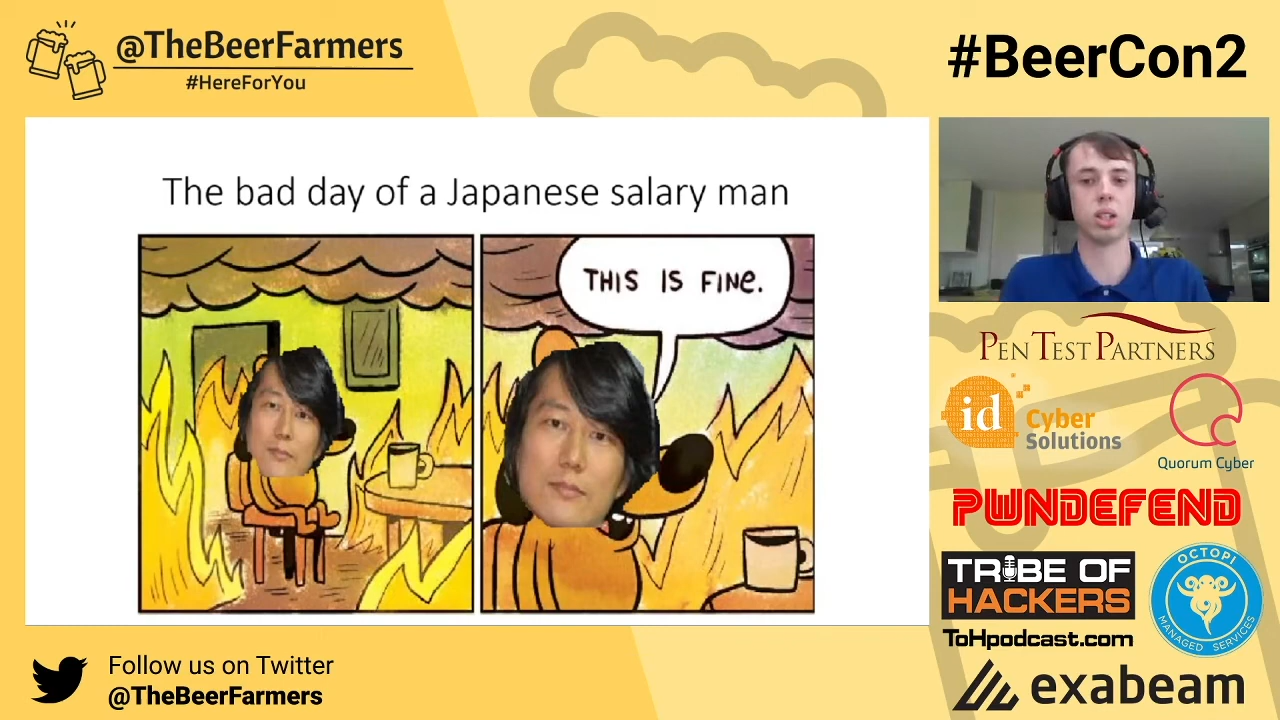 @TheBeerFarmers
#HereForYou
#BeerCon2
The bad day of a Japanese salary man
THIS IS FINE.
PEN TEST PARTNERS
id Cyber
Solutions
Quorum Cyber
PWNDEFEND
TRIBE OF
HACKERS
ToHpodcast.com
OCTOPI
MANAGED SERVICES
exabeam
Follow us on Twitter
@TheBeerFarmers